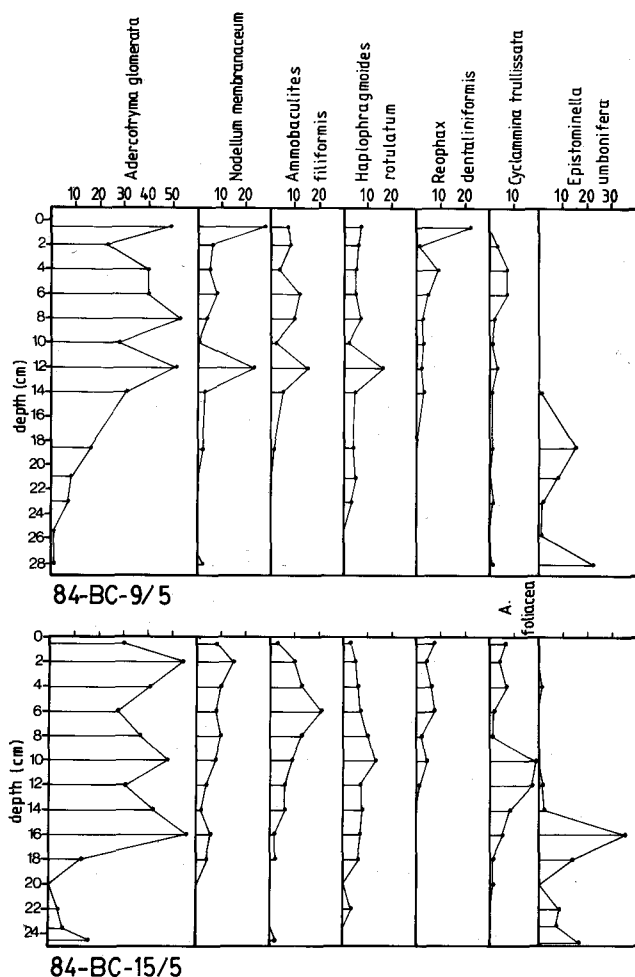 Adercotryma glomerata
Nodellum membranaceum
Ammobaculites
filiformis
Haplophragmoides
rotulatum
Reophax
dentaliniformis
Cyclammina trullissata
Epistominella
umbonifera
10 20 30 40 50
10 20
10 20
10 20
10 20
10
10 20 30
0
2
4
6
8
10
12
14
16
18
20
22
24
26
28
depth (cm)
84-BC-9/5
A.
foliacea
0
2
4
6
8
10
12
14
16
18
20
22
24
depth (cm)
84-BC-15/5